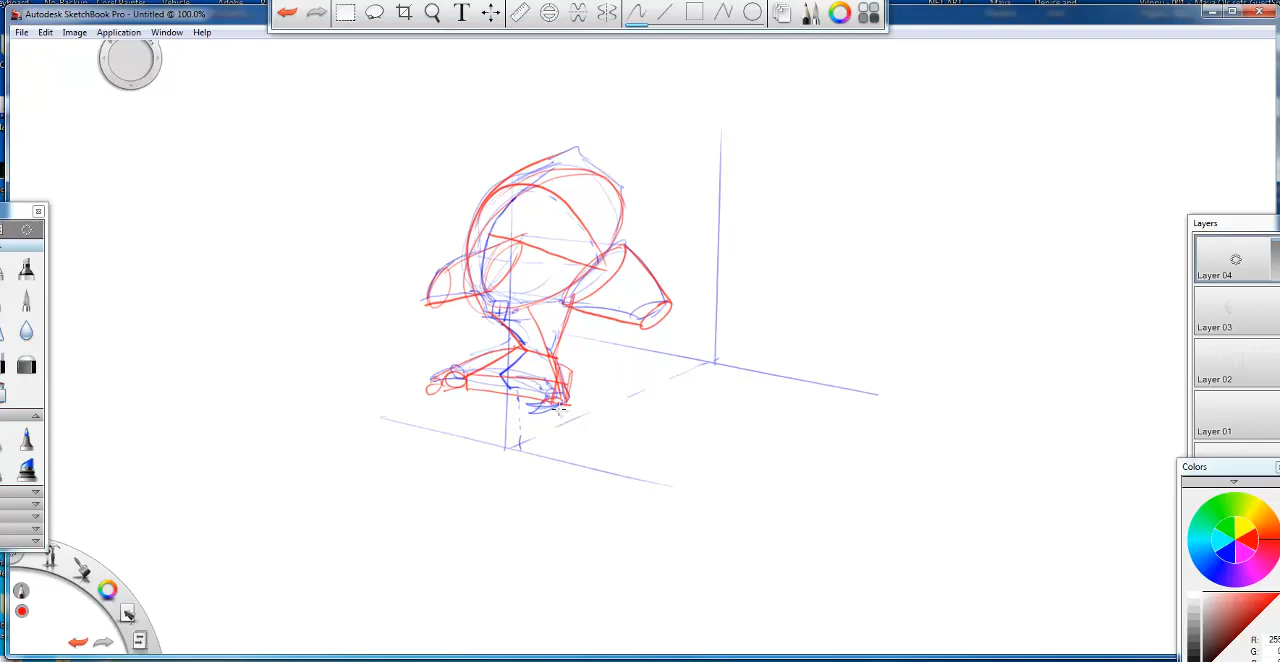 Autodesk SketchBook Pro - Untitled @ 100.0%
File Edit Image Application Window Help
T
Layers
Layer 04
Layer 03
Layer 02
Layer 01
Colors
R: 255
G: